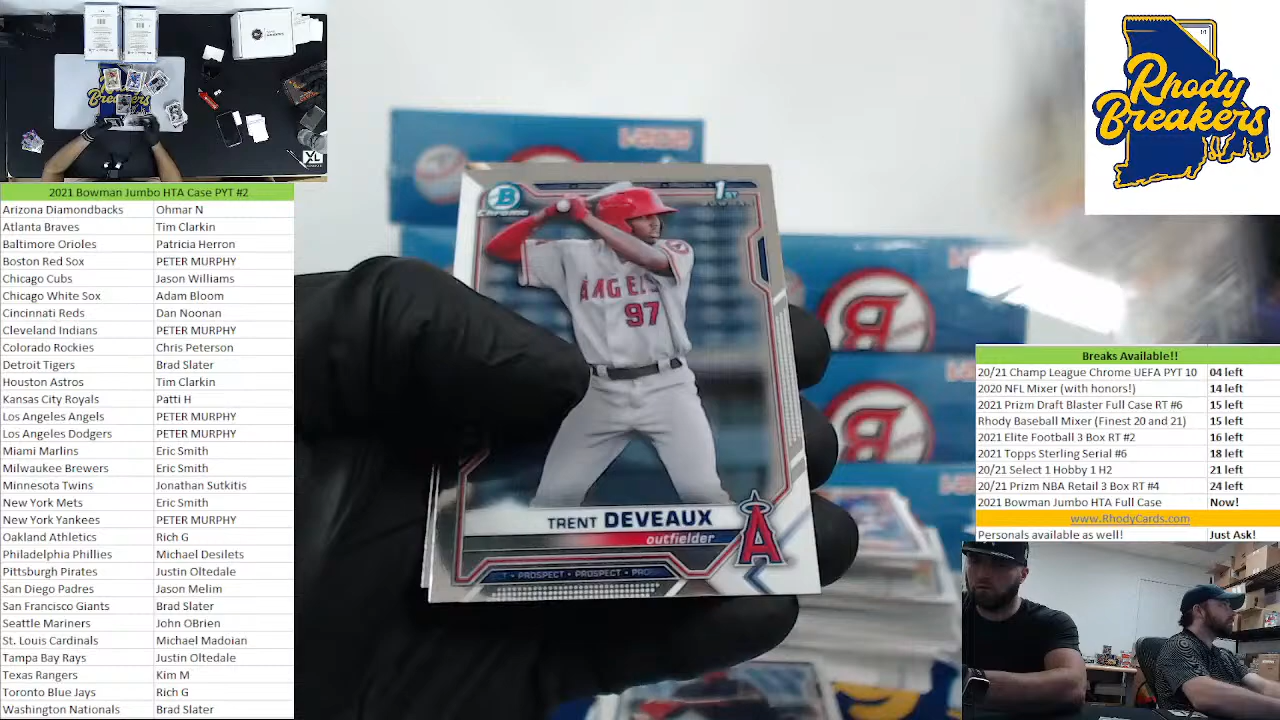 2021 Bowman Jumbo HTA Case PYT #2
Arizona Diamondbacks Ohmar N
Atlanta Braves Tim Clarkin
Baltimore Orioles Patricia Herron
Boston Red Sox PETER MURPHY
Chicago Cubs Jason Williams
Chicago White Sox Adam Bloom
Cincinnati Reds Dan Noonan
Cleveland Indians PETER MURPHY
Colorado Rockies Chris Peterson
Detroit Tigers Brad Slater
Houston Astros Tim Clarkin
Kansas City Royals Patti H
Los Angeles Angels PETER MURPHY
Los Angeles Dodgers PETER MURPHY
Miami Marlins Eric Smith
Milwaukee Brewers Eric Smith
Minnesota Twins Jonathan Sutkitis
New York Mets Eric Smith
New York Yankees PETER MURPHY
Oakland Athletics Rich G
Philadelphia Phillies Michael Desilets
Pittsburgh Pirates Justin Oltedale
San Diego Padres Jason Melim
San Francisco Giants Brad Slater
Seattle Mariners John OBrien
St. Louis Cardinals Michael Madoian
Tampa Bay Rays Justin Oltedale
Texas Rangers Kim M
Toronto Blue Jays Rich G
Washington Nationals Brad Slater
B
Chrome
1ST
BOWMAN
ANGELS
97
TRENT DEVEAUX
outfielder
A
PROSPECT • PROSPECT
Rhody
Breakers
Breaks Available!!
20/21 Champ League Chrome UEFA PYT 10 04 left
2020 NFL Mixer (with honors!) 14 left
2021 Prizm Draft Blaster Full Case RT #6 15 left
Rhody Baseball Mixer (Finest 20 and 21) 15 left
2021 Elite Football 3 Box RT #2 16 left
2021 Topps Sterling Serial #6 18 left
20/21 Select 1 Hobby 1 H2 21 left
20/21 Prizm NBA Retail 3 Box RT #4 24 left
2021 Bowman Jumbo HTA Full Case Now!
www.RhodyCards.com
Personals available as well! Just Ask!
XL